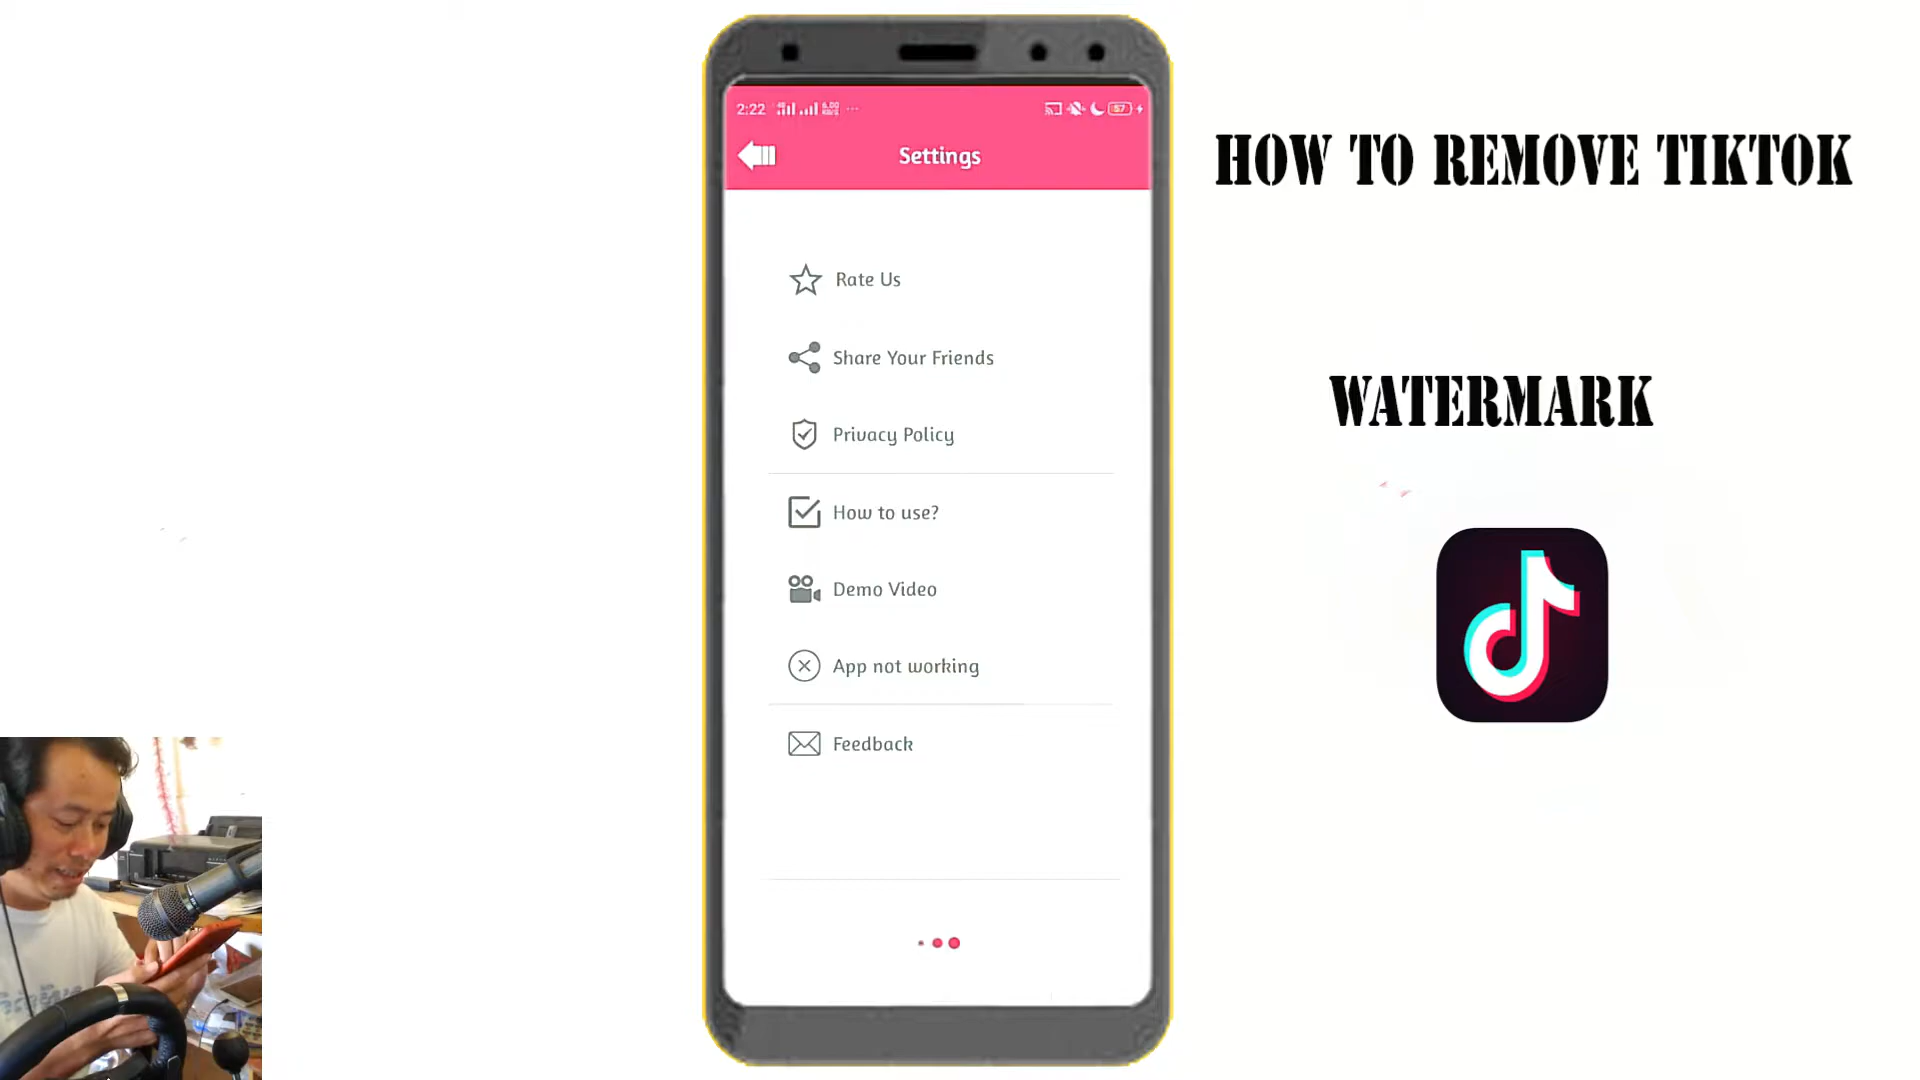 2:22
57
Settings
Rate Us
Share Your Friends
Privacy Policy
How to use?
Demo Video
App not working
Feedback
HOW TO REMOVE TIKTOK
WATERMARK